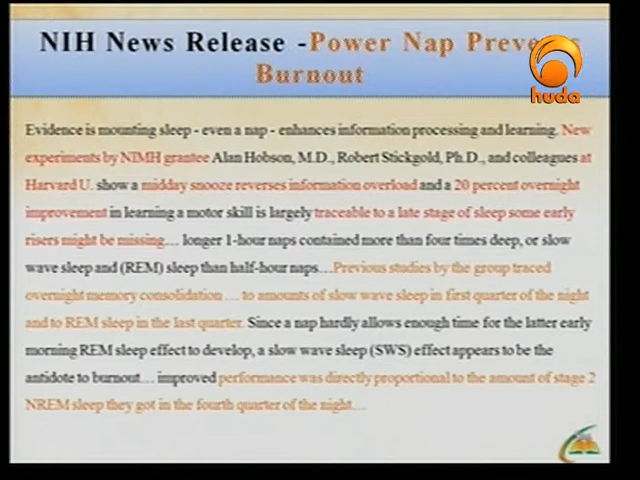 NIH News Release -Power Nap Prevents
Burnout
huda
Evidence is mounting sleep - even a nap - enhances information processing and learning. New
experiments by NIMH grantee Alan Hobson, M.D., Robert Stickgold, Ph.D., and colleagues at
Harvard U. show a midday snooze reverses information overload and a 20 percent overnight
improvement in learning a motor skill is largely traceable to a late stage of sleep some early
risers might be missing.... longer 1-hour naps contained more than four times deep, or slow
wave sleep and (REM) sleep than half-hour naps....Previous studies by the group traced
overnight memory consolidation .... to amounts of slow wave sleep in first quarter of the night
and to REM sleep in the last quarter. Since a nap hardly allows enough time for the latter early
morning REM sleep effect to develop, a slow wave sleep (SWS) effect appears to be the
antidote to burnout.... improved performance was directly proportional to the amount of stage 2
NREM sleep they got in the fourth quarter of the night....